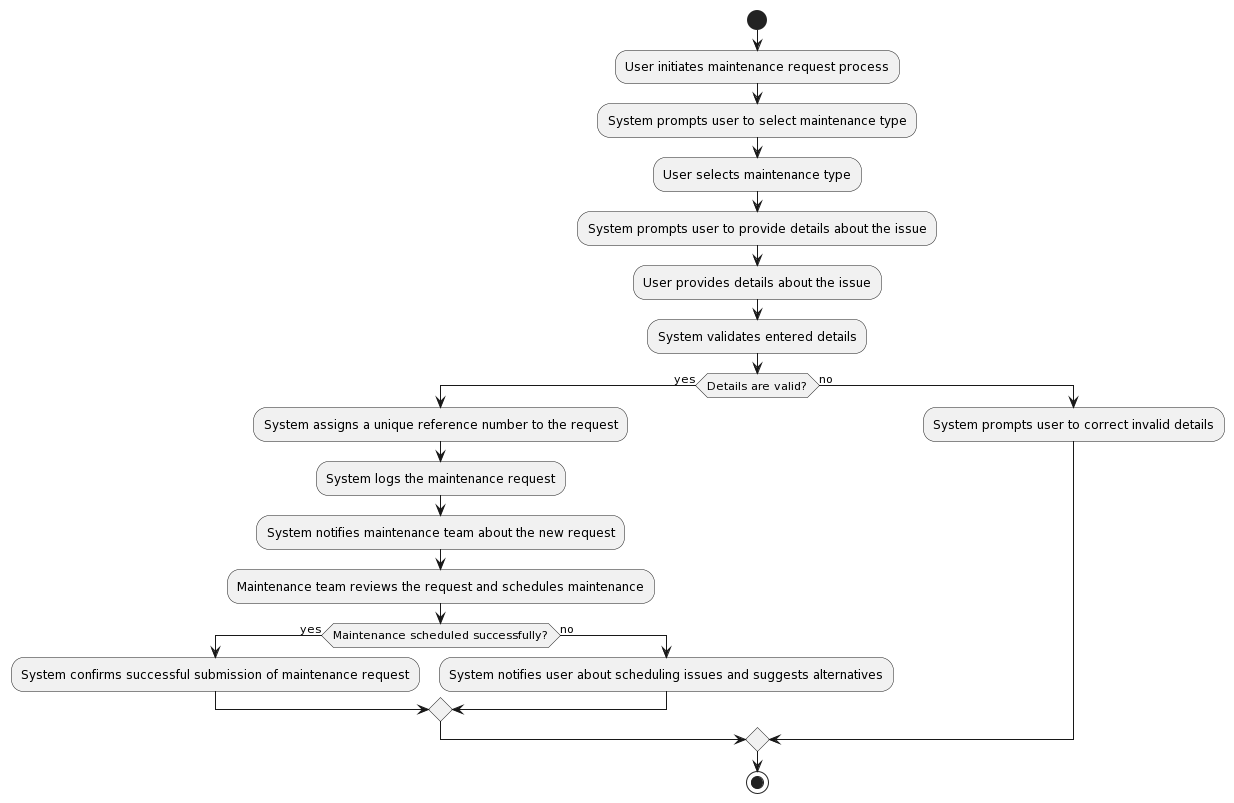 User initiates maintenance request process
System prompts user to select maintenance type
User selects maintenance type
System prompts user to provide details about the issue
User provides details about the issue
System validates entered details
yes
Details are valid?
no
System assigns a unique reference number to the request
System prompts user to correct invalid details
System logs the maintenance request
System notifies maintenance team about the new request
Maintenance team reviews the request and schedules maintenance
yes
Maintenance scheduled successfully?
no
System confirms successful submission of maintenance request
System notifies user about scheduling issues and suggests alternatives